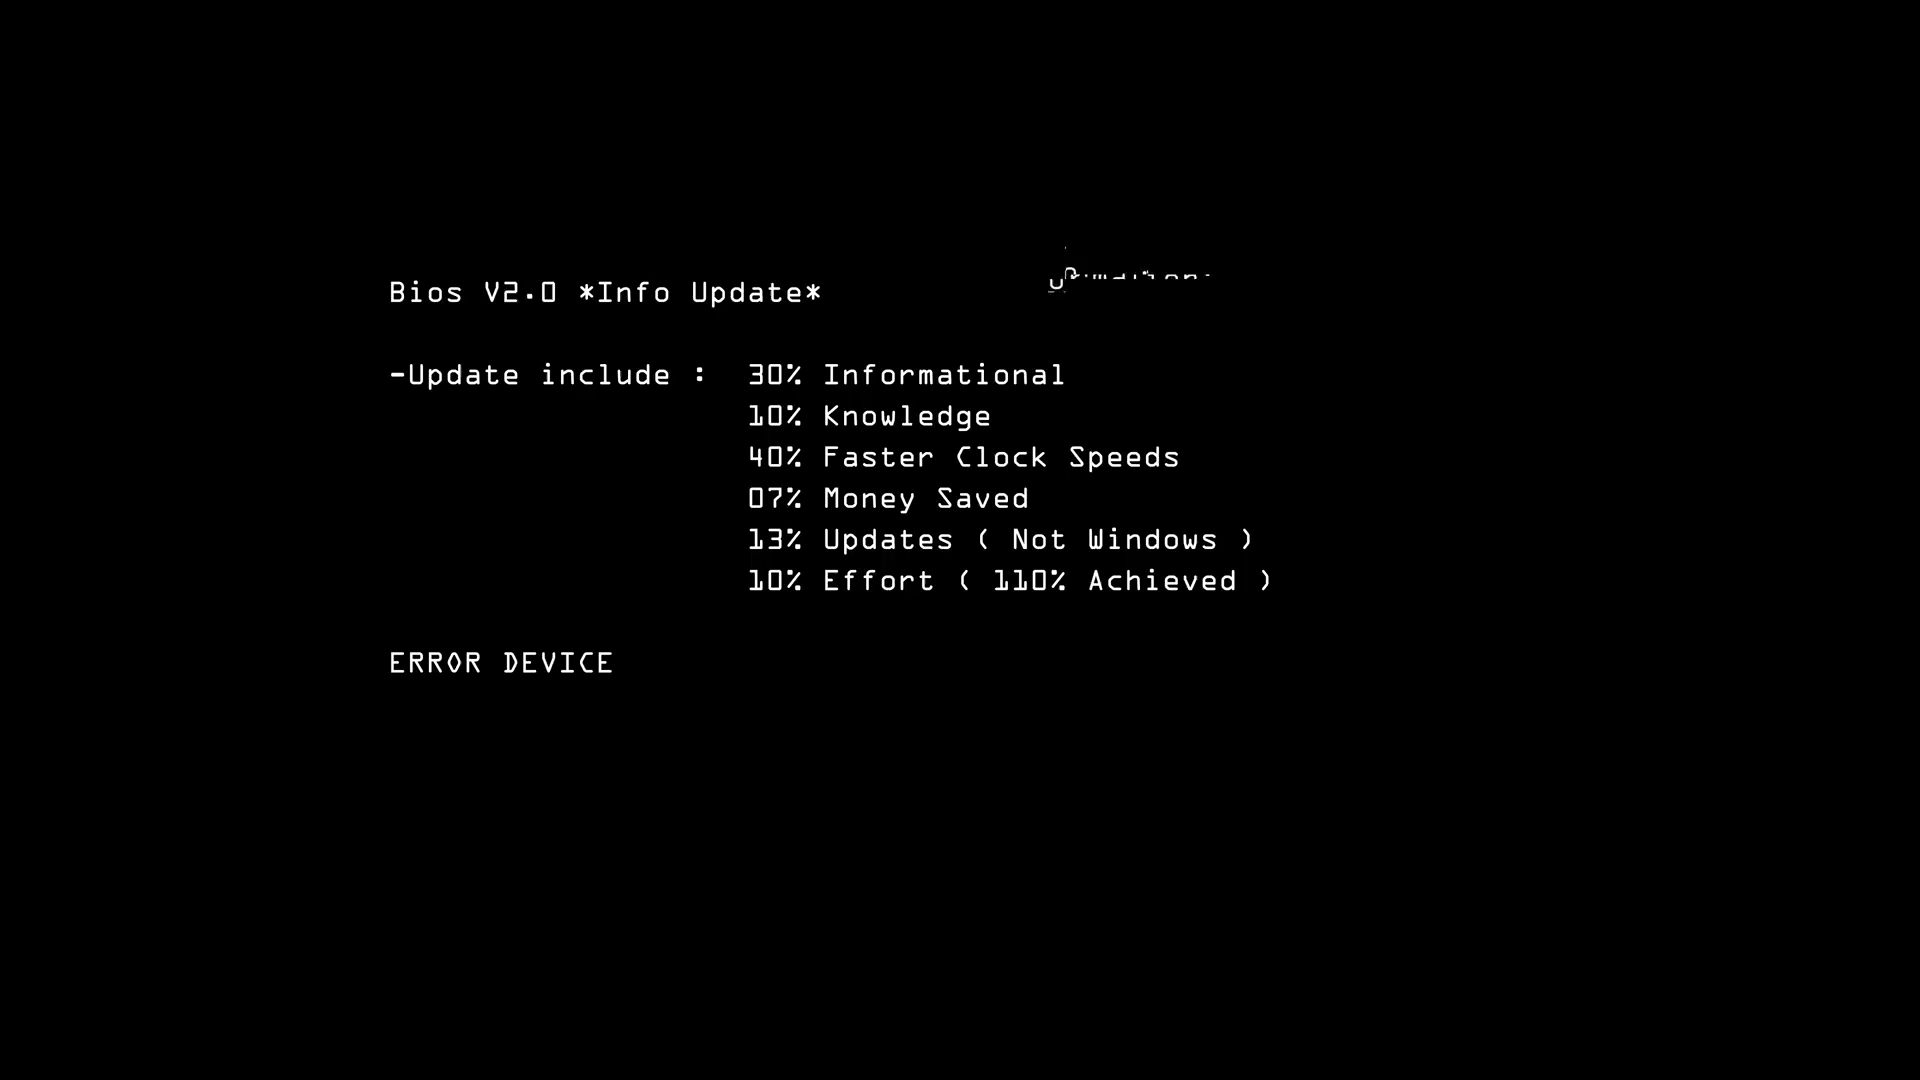 Bios V2.0 *Info Update*
-Update include : 30% Informational
10% Knowledge
40% Faster Clock Speeds
07% Money Saved
13% Updates ( Not Windows )
10% Effort ( 110% Achieved )
ERROR DEVICE